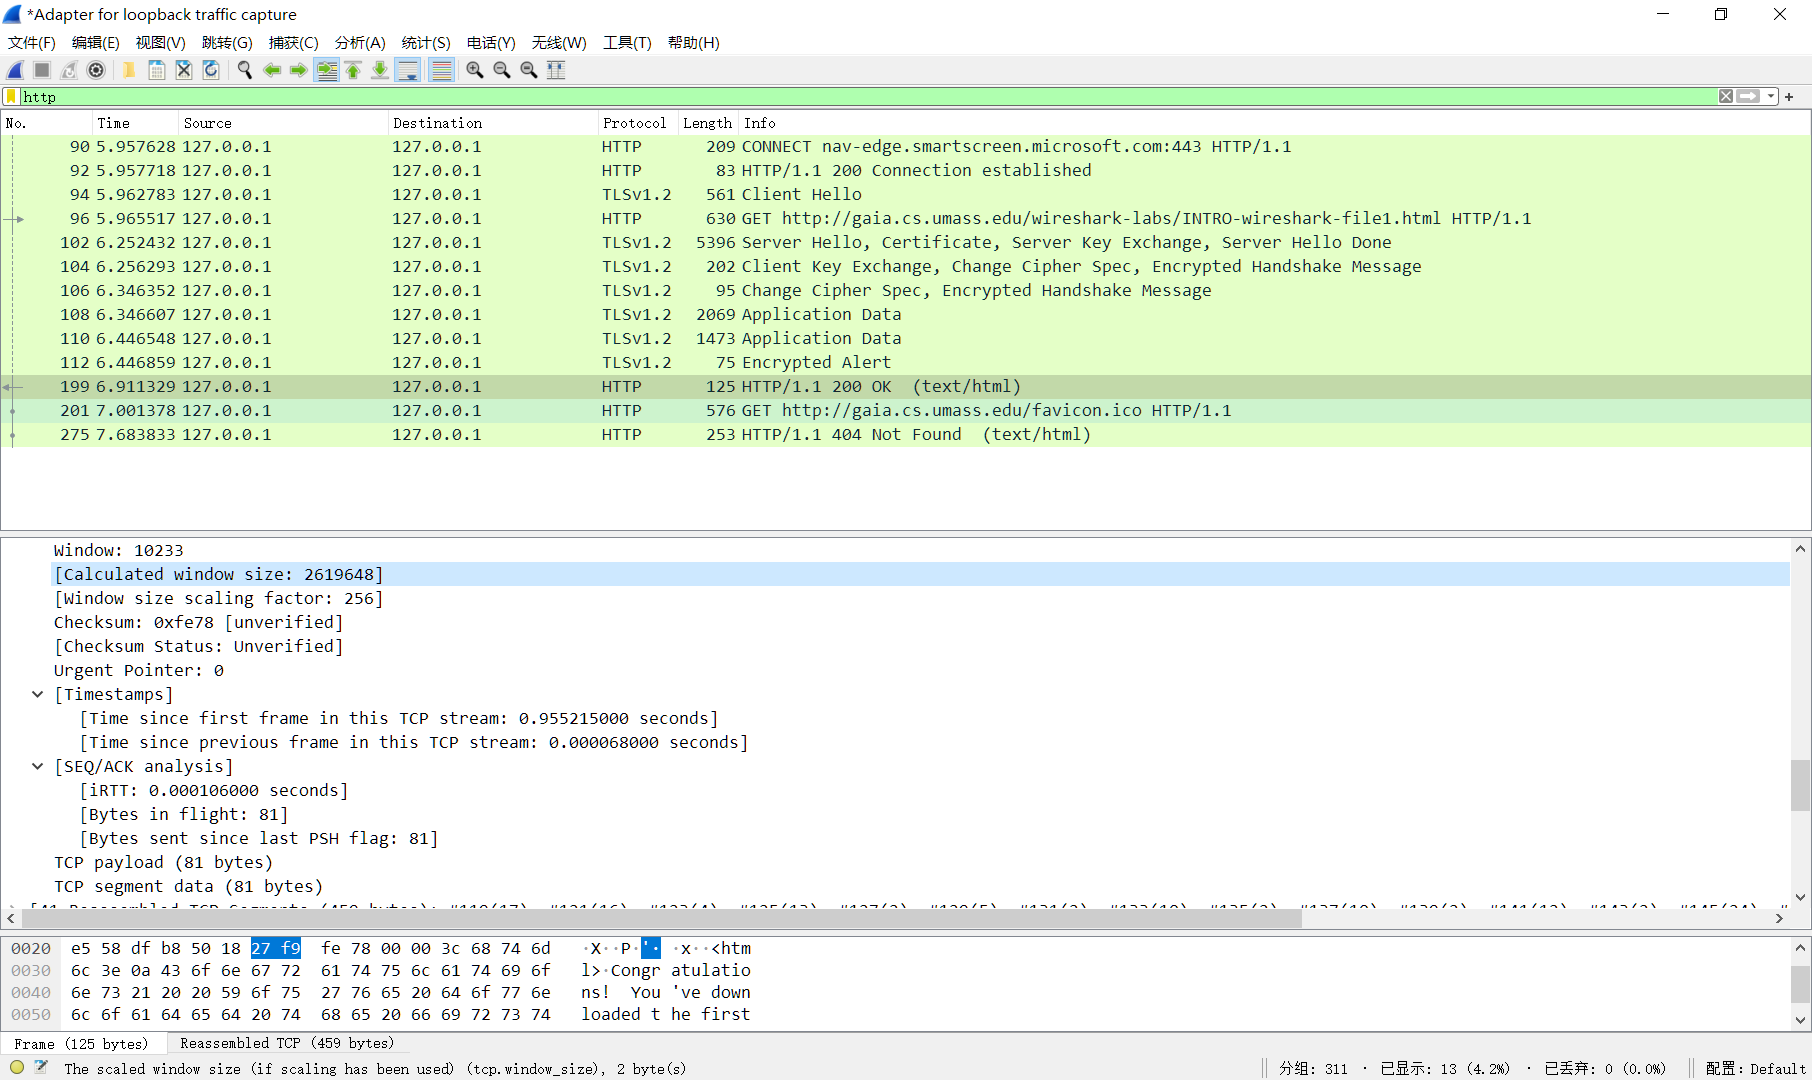 *Adapter for loopback traffic capture
文件(F) 编辑(E) 视图(V) 跳转(G) 捕获(C) 分析(A) 统计(S) 电话(Y) 无线(W) 工具(T) 帮助(H)
http
No. Time Source Destination Protocol Length Info
90 5.957628 127.0.0.1 127.0.0.1 HTTP 209 CONNECT nav-edge.smartscreen.microsoft.com:443 HTTP/1.1
92 5.957718 127.0.0.1 127.0.0.1 HTTP 83 HTTP/1.1 200 Connection established
94 5.962783 127.0.0.1 127.0.0.1 TLSv1.2 561 Client Hello
96 5.965517 127.0.0.1 127.0.0.1 HTTP 630 GET http://gaia.cs.umass.edu/wireshark-labs/INTRO-wireshark-file1.html HTTP/1.1
102 6.252432 127.0.0.1 127.0.0.1 TLSv1.2 5396 Server Hello, Certificate, Server Key Exchange, Server Hello Done
104 6.256293 127.0.0.1 127.0.0.1 TLSv1.2 202 Client Key Exchange, Change Cipher Spec, Encrypted Handshake Message
106 6.346352 127.0.0.1 127.0.0.1 TLSv1.2 95 Change Cipher Spec, Encrypted Handshake Message
108 6.346607 127.0.0.1 127.0.0.1 TLSv1.2 2069 Application Data
110 6.446548 127.0.0.1 127.0.0.1 TLSv1.2 1473 Application Data
112 6.446859 127.0.0.1 127.0.0.1 TLSv1.2 75 Encrypted Alert
199 6.911329 127.0.0.1 127.0.0.1 HTTP 125 HTTP/1.1 200 OK (text/html)
201 7.001378 127.0.0.1 127.0.0.1 HTTP 576 GET http://gaia.cs.umass.edu/favicon.ico HTTP/1.1
275 7.683833 127.0.0.1 127.0.0.1 HTTP 253 HTTP/1.1 404 Not Found (text/html)
Window: 10233
[Calculated window size: 2619648]
[Window size scaling factor: 256]
Checksum: 0xfe78 [unverified]
[Checksum Status: Unverified]
Urgent Pointer: 0
[Timestamps]
[Time since first frame in this TCP stream: 0.955215000 seconds]
[Time since previous frame in this TCP stream: 0.000068000 seconds]
[SEQ/ACK analysis]
[iRTT: 0.000106000 seconds]
[Bytes in flight: 81]
[Bytes sent since last PSH flag: 81]
TCP payload (81 bytes)
TCP segment data (81 bytes)
0020 e5 58 df b8 50 18 27 f9 fe 78 00 00 3c 68 74 6d ·X··P·'· ·x··<htm
0030 6c 3e 0a 43 6f 6e 67 72 61 74 75 6c 61 74 69 6f l>·Congr atulatio
0040 6e 73 21 20 20 59 6f 75 27 76 65 20 64 6f 77 6e ns!  You 've down
0050 6c 6f 61 64 65 64 20 74 68 65 20 66 69 72 73 74 loaded t he first
Frame (125 bytes) Reassembled TCP (459 bytes)
The scaled window size (if scaling has been used) (tcp.window_size), 2 byte(s) 分组: 311 · 已显示: 13 (4.2%) · 已丢弃: 0 (0.0%) 配置: Default